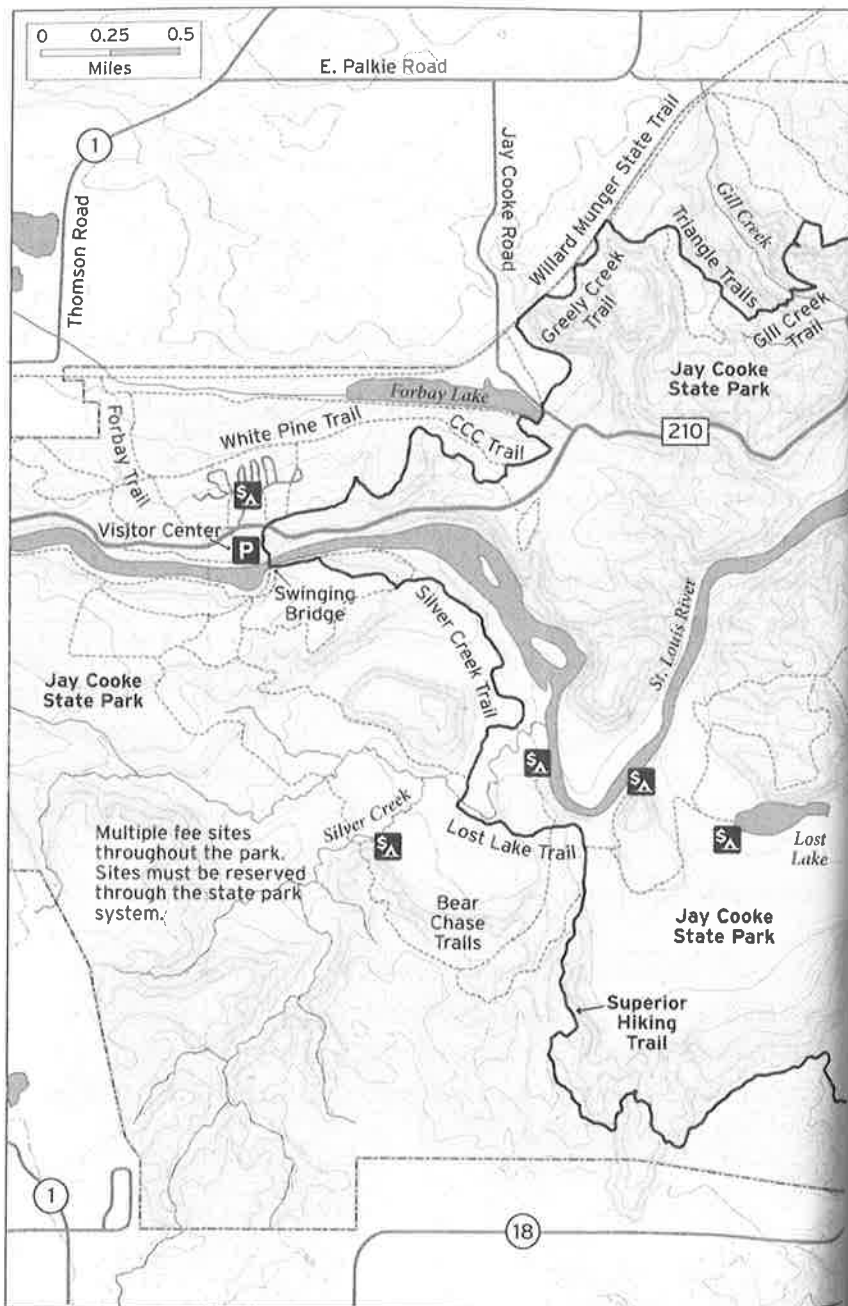 0 0.25 0.5
Miles
E. Palkie Road
1
Thomson Road
Jay Cooke Road
Willard Munger State Trail
Gill Creek
Triangle Trails
Greely Creek
Trail
Gill Creek
Trail
Jay Cooke
State Park
Forbay Lake
210
CCC Trail
White Pine Trail
Forbay Trail
$
Visitor Center
P
Swinging
Bridge
Silver Creek Trail
St. Louis River
Jay Cooke
State Park
$
$
Silver Creek
$
Lost Lake Trail
$
Lost
Lake
Multiple fee sites
throughout the park.
Sites must be reserved
through the state park
system.
Bear
Chase
Trails
Jay Cooke
State Park
Superior
Hiking
Trail
1
18